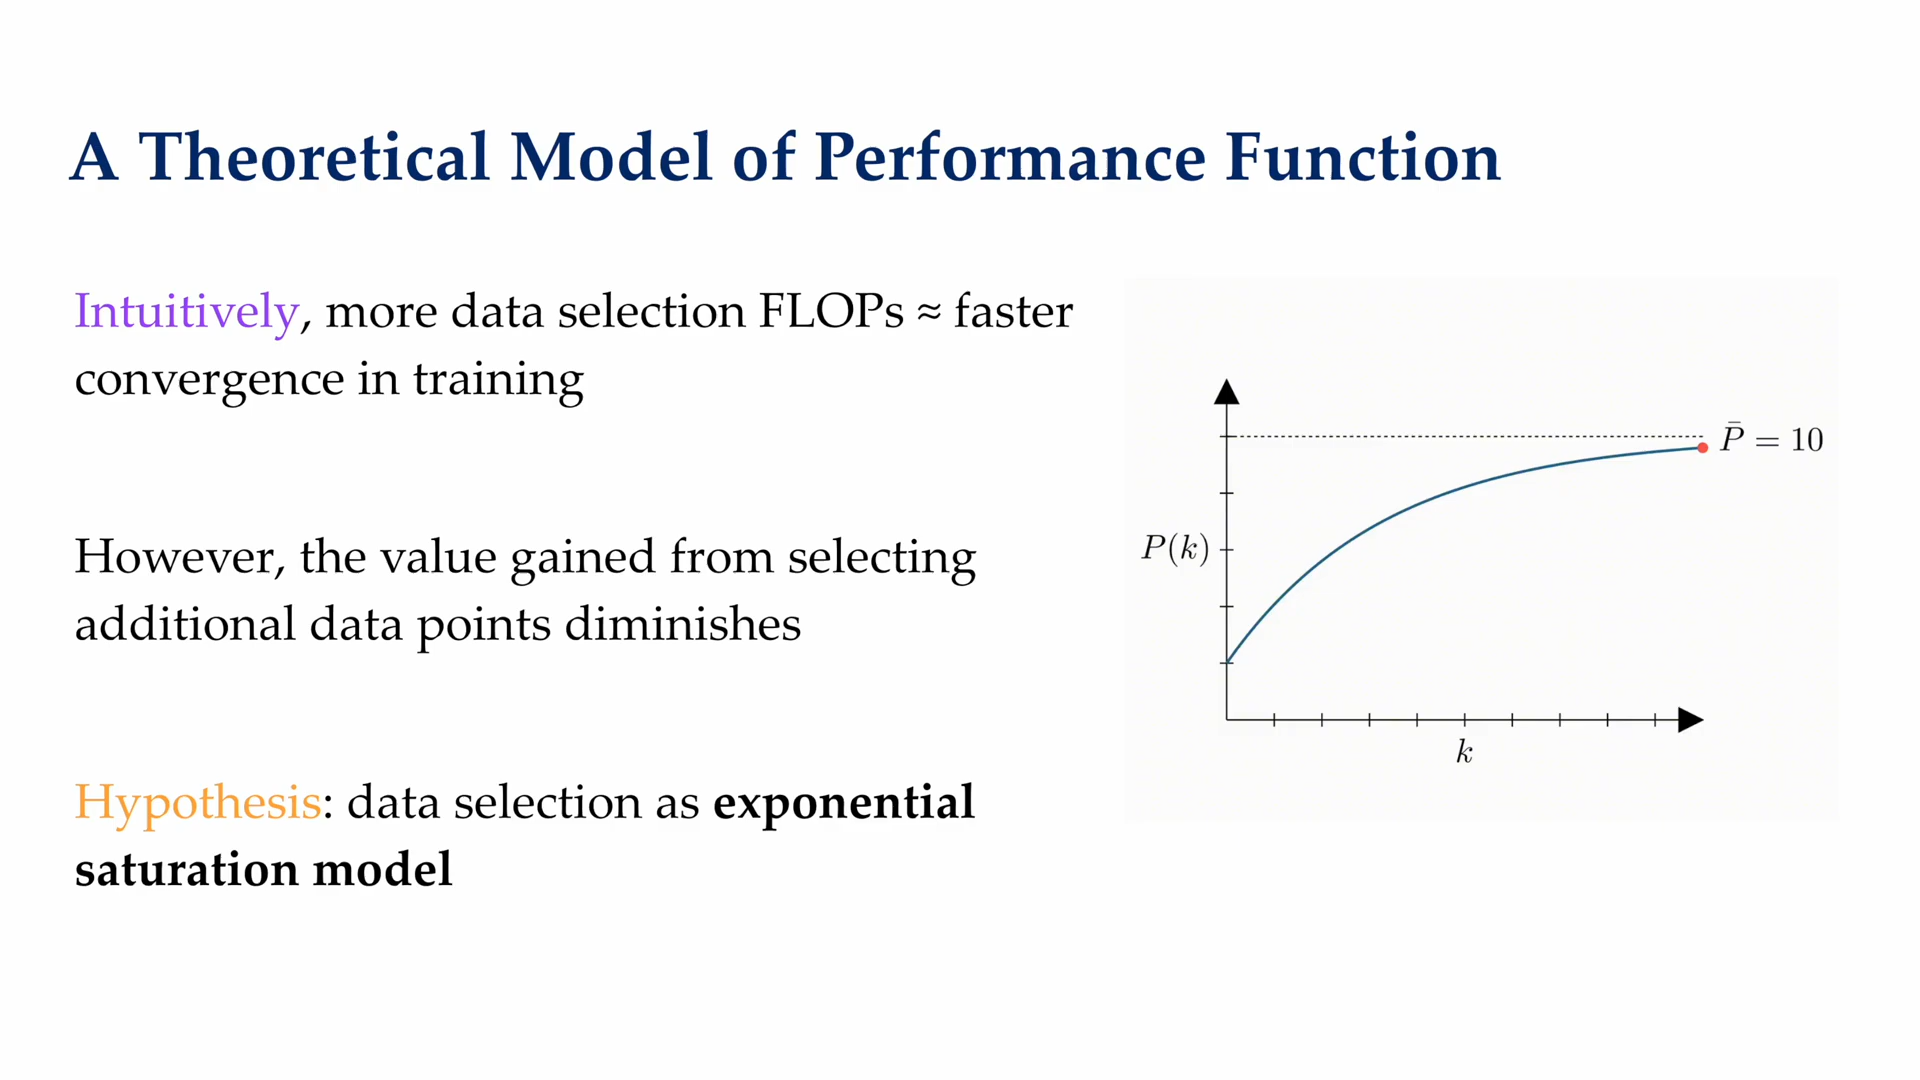 A Theoretical Model of Performance Function
Intuitively, more data selection FLOPs ≈ faster
convergence in training
However, the value gained from selecting
additional data points diminishes
Hypothesis: data selection as exponential
saturation model
P̄ = 10
P(k)
k